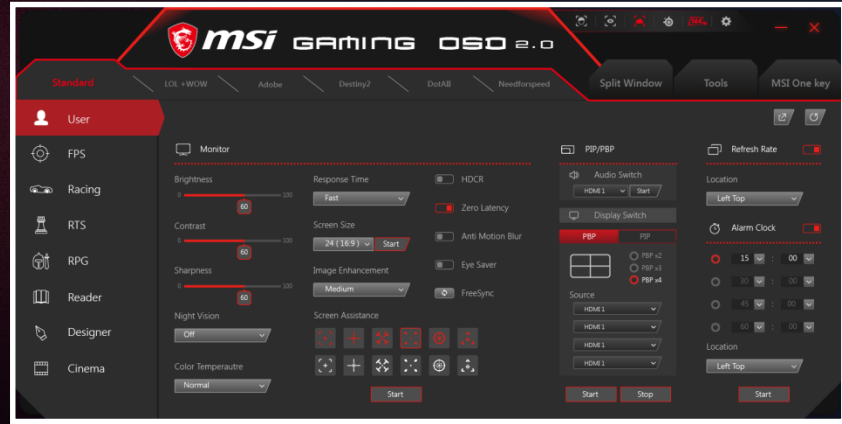 msi GAMING OSD 2.0
Standard
LOL +WOW
Adobe
Destiny2
DotAll
Needforspeed
Split Window
Tools
MSI One key
User
FPS
Racing
RTS
RPG
Reader
Designer
Cinema
Monitor
Brightness
0 100
60
Contrast
0 100
60
Sharpness
0 100
60
Night Vision
Off
Color Temperautre
Normal
Response Time
Fast
Screen Size
24 ( 16:9 ) Start
Image Enhancement
Medium
Screen Assistance
Start
HDCR
Zero Latency
Anti Motion Blur
Eye Saver
FreeSync
PIP/PBP
Audio Switch
HDMI 1 Start
Display Switch
PBP PIP
PBP x2
PBP x3
PBP x4
Source
HDMI 1
HDMI 1
HDMI 1
HDMI 1
Start Stop
Refresh Rate
Location
Left Top
Alarm Clock
15 : 00
30 : 00
45 : 00
60 : 00
Location
Left Top
Start